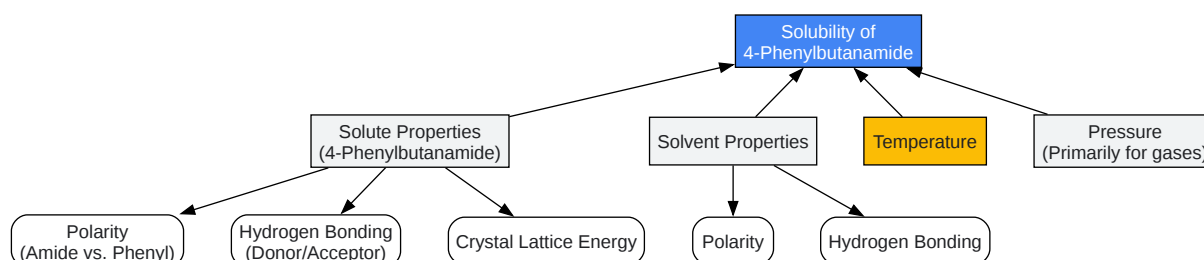 Solubility of
4-Phenylbutanamide
Solute Properties
(4-Phenylbutanamide)
Solvent Properties
Temperature
Pressure
(Primarily for gases)
Polarity
(Amide vs. Phenyl)
Hydrogen Bonding
(Donor/Acceptor)
Crystal Lattice Energy
Polarity
Hydrogen Bonding